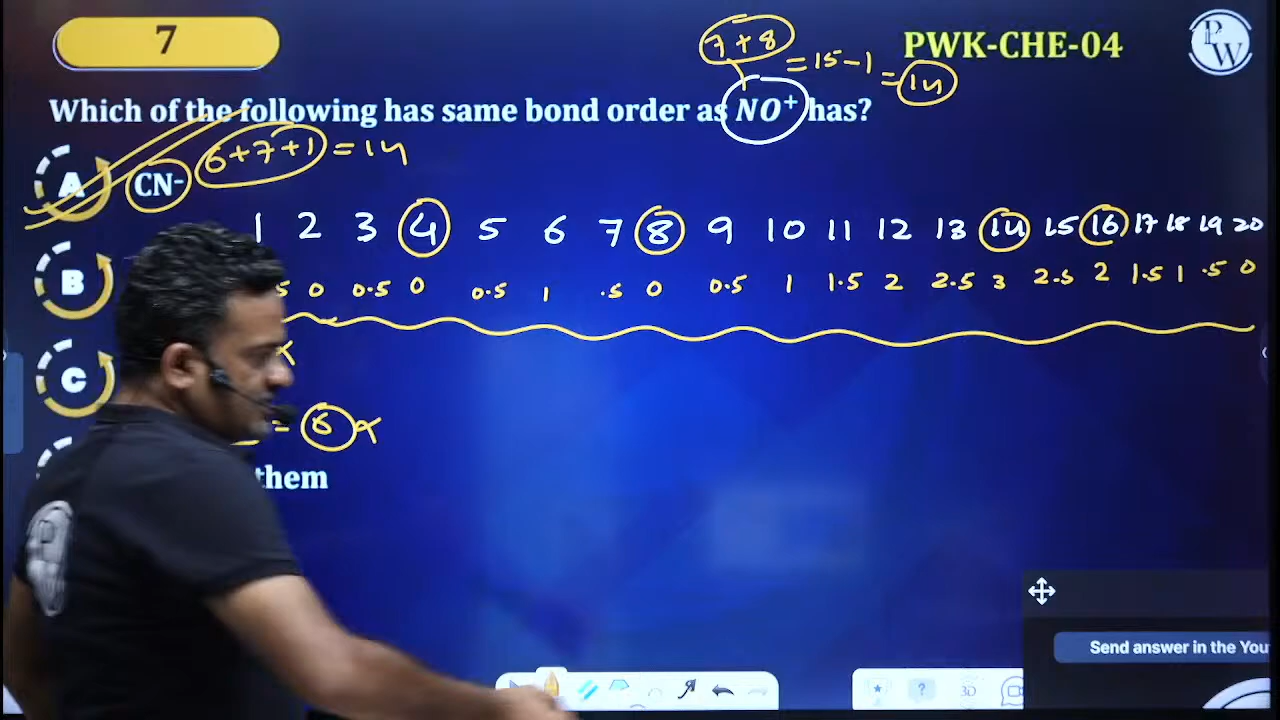 7
7+8
= 15-1
= 14
PWK-CHE-04
PW
Which of the following has same bond order as NO⁺ has?
A
CN-
6+7+1 = 14
1 2 3 4 5 6 7 8 9 10 11 12 13 14 15 16 17 18 19 20
B
0 0.5 0 0.5 1 .5 0 0.5 1 1.5 2 2.5 3 2.5 2 1.5 1 .5 0
C
=
them
Send answer in the You
3D